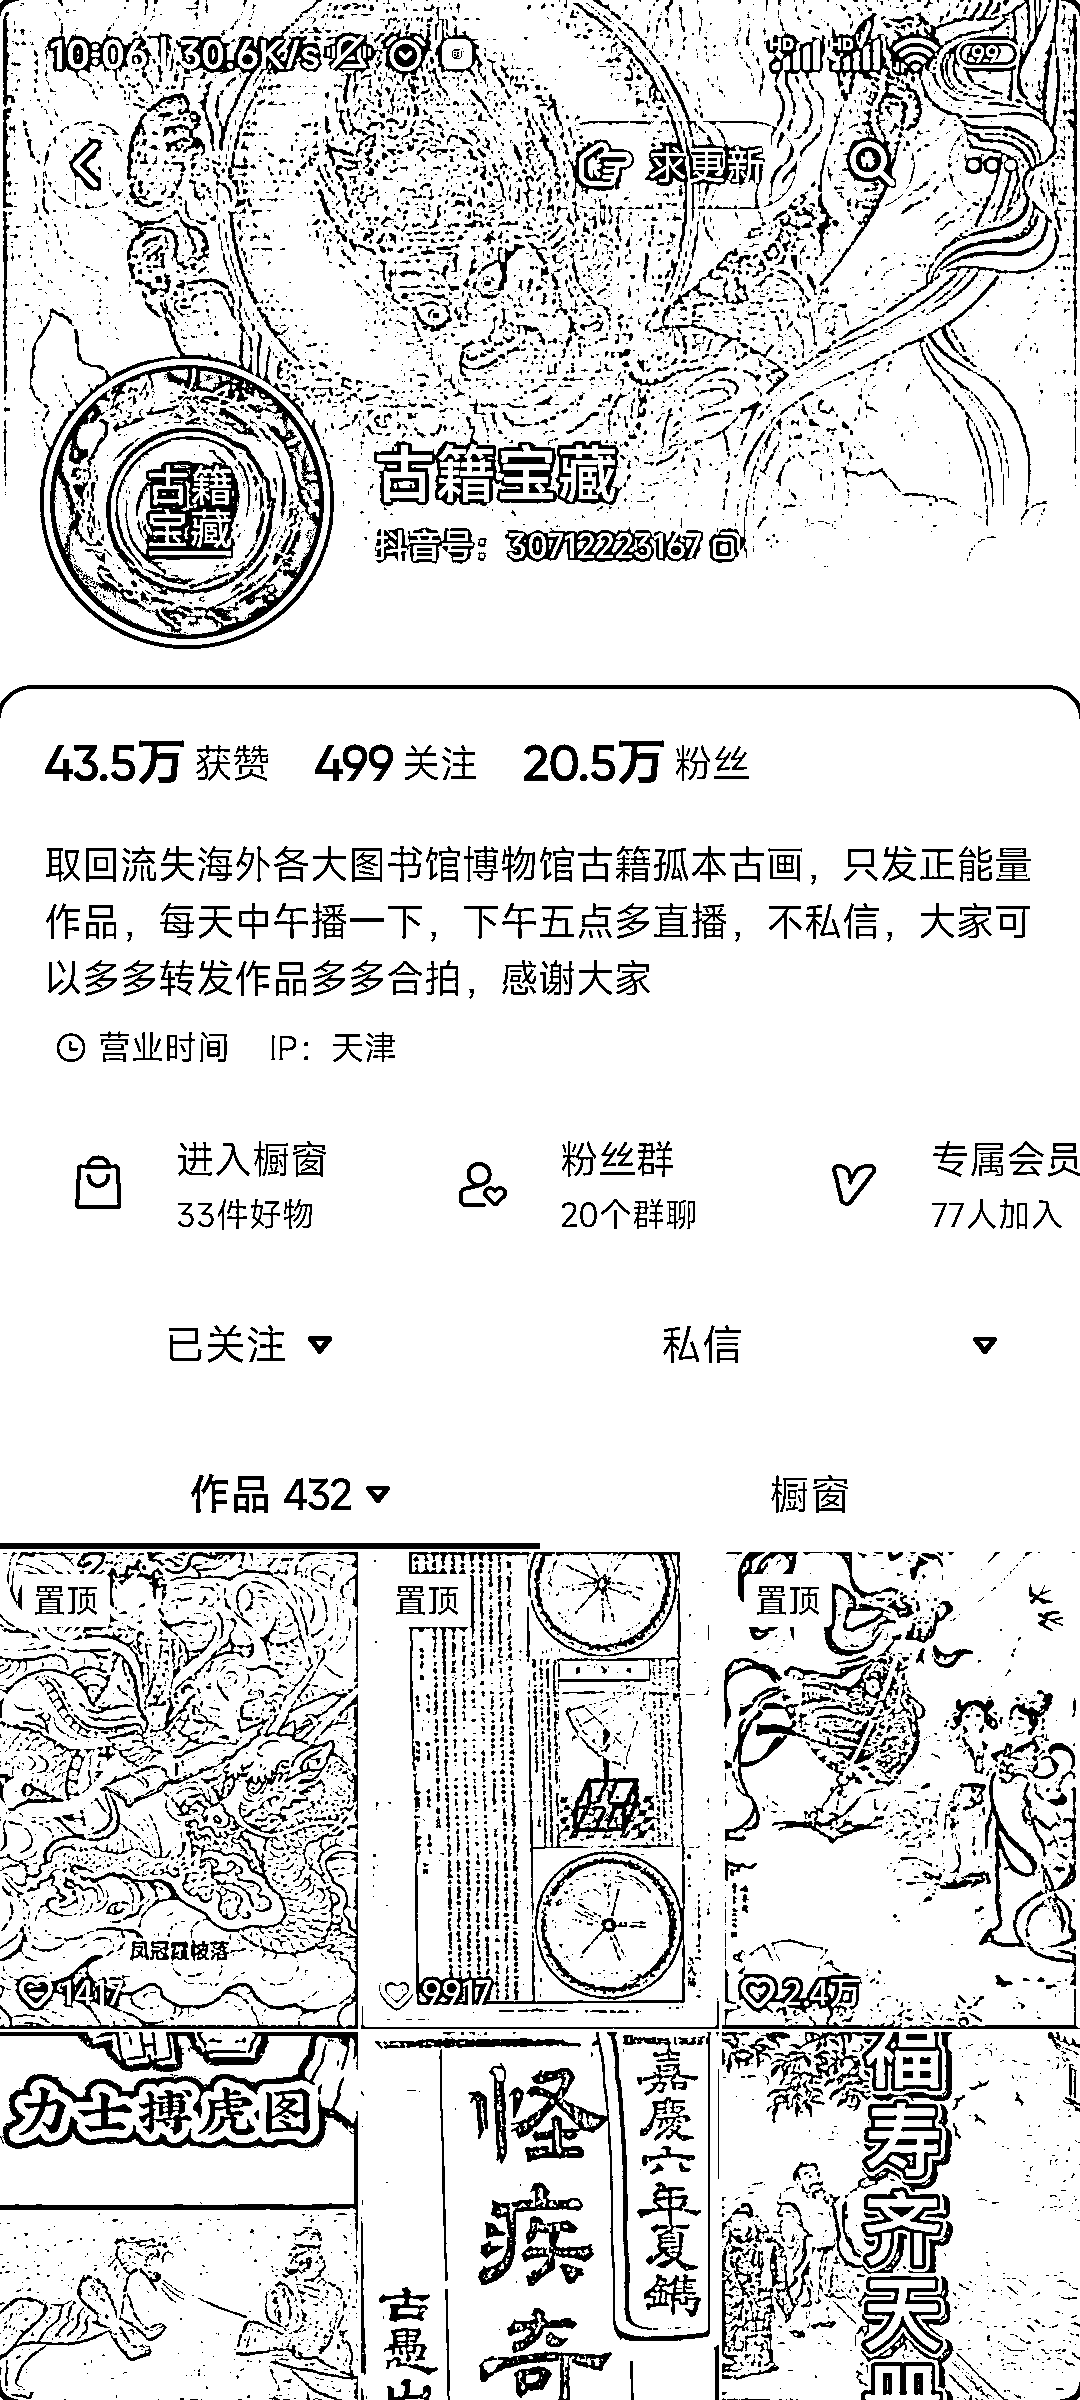 10:06 30.6K/s
HD HD 99
求更新
古籍
宝藏
古籍宝藏
抖音号：30712223167
43.5万 获赞 499 关注 20.5万 粉丝
取回流失海外各大图书馆博物馆古籍孤本古画，只发正能量
作品，每天中午播一下，下午五点多直播，不私信，大家可
以多多转发作品多多合拍，感谢大家
营业时间 IP：天津
进入橱窗 粉丝群 专属会员
33件好物 20个群聊 77人加入
已关注 私信
作品 432 橱窗
置顶 置顶 置顶
1417 9917 2.4万
力士搏虎图
怪疾奇
嘉慶六年夏鐫
古愚山
福寿齐天